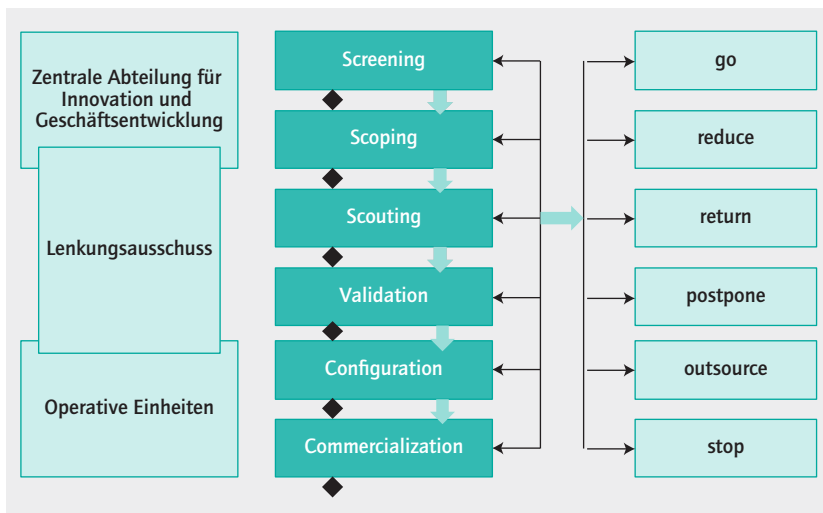 Zentrale Abteilung für
Innovation und
Geschäftsentwicklung
Lenkungsausschuss
Operative Einheiten
Screening
Scoping
Scouting
Validation
Configuration
Commercialization
go
reduce
return
postpone
outsource
stop